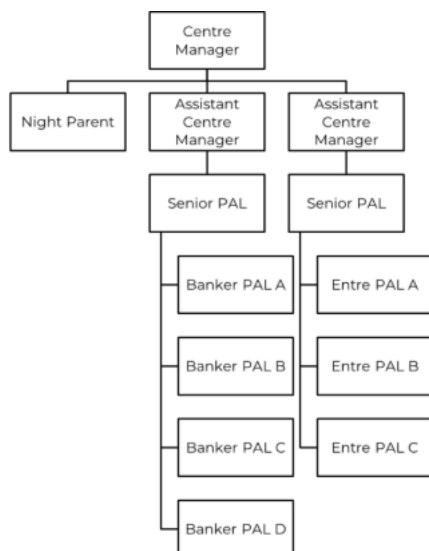 Centre
Manager
Night Parent
Assistant
Centre
Manager
Assistant
Centre
Manager
Senior PAL
Senior PAL
Banker PAL A
Entre PAL A
Banker PAL B
Entre PAL B
Banker PAL C
Entre PAL C
Banker PAL D